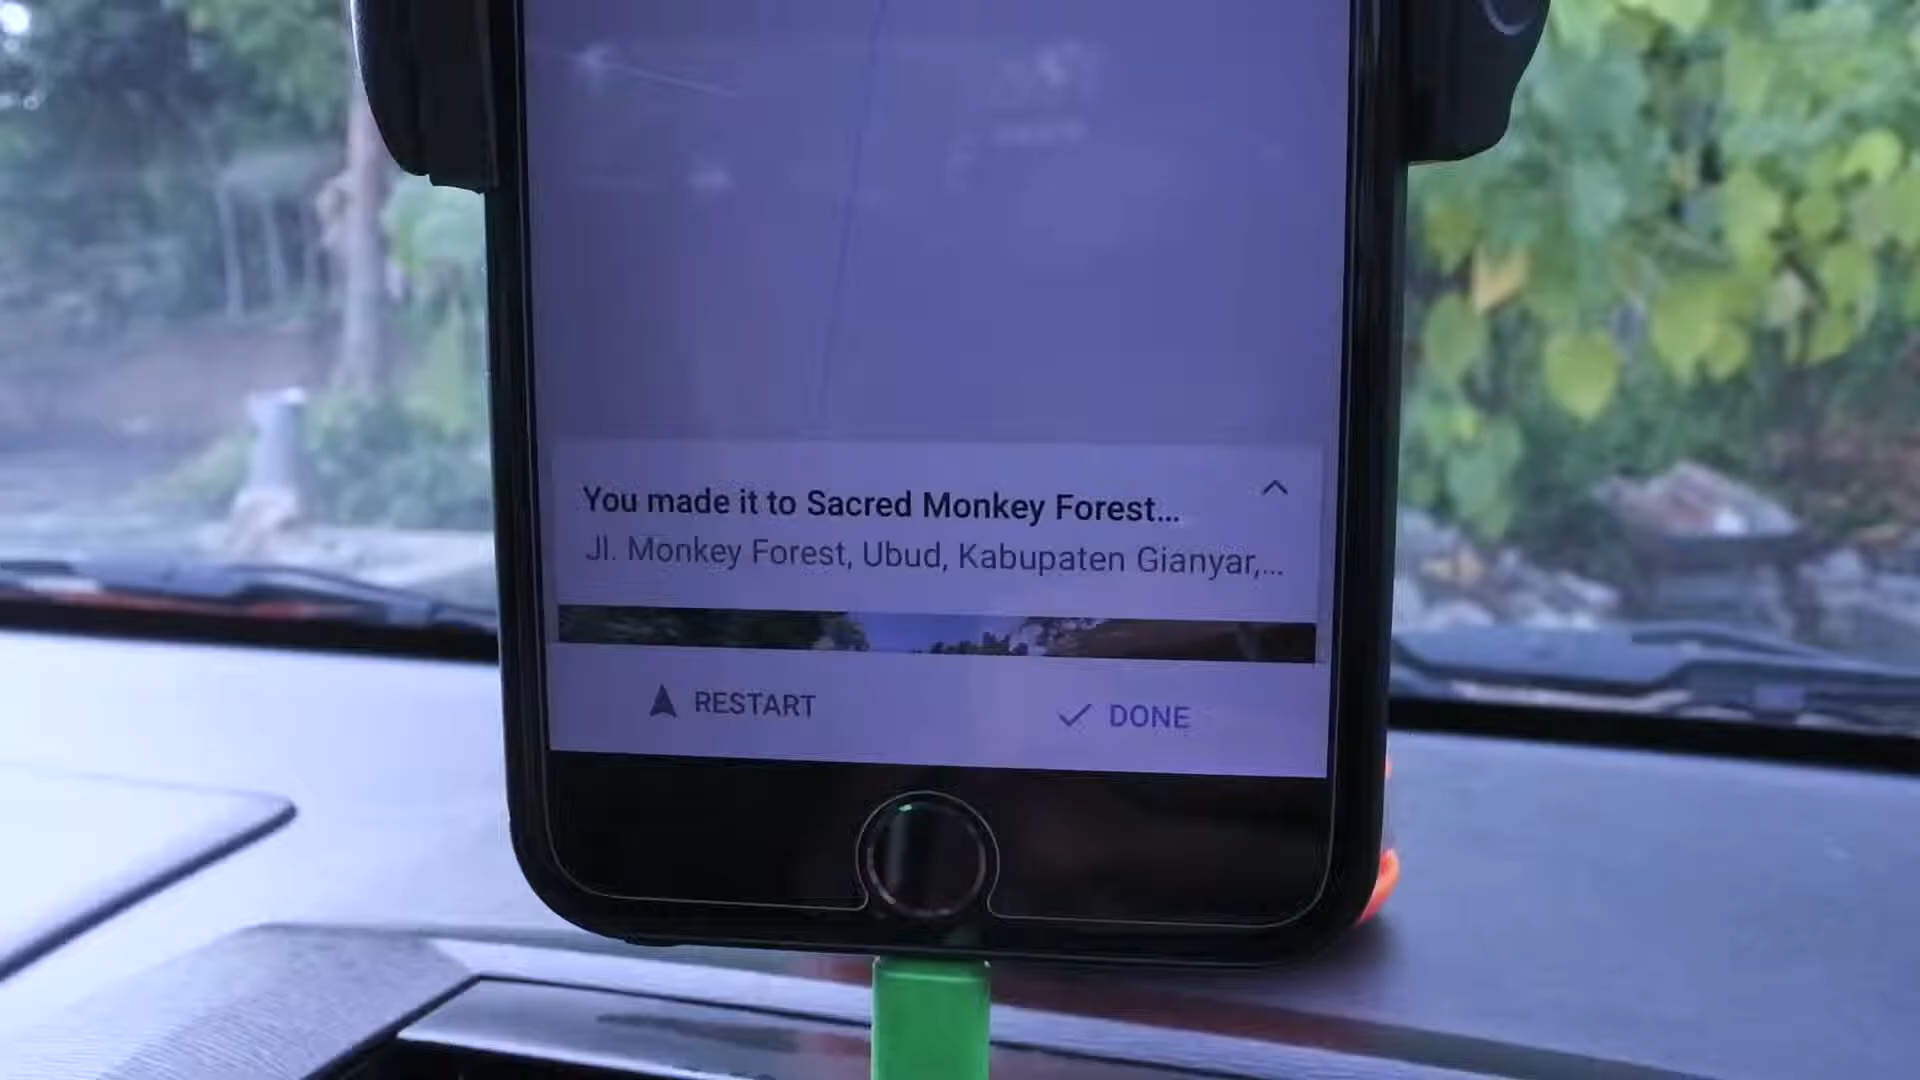 You made it to Sacred Monkey Forest...
Jl. Monkey Forest, Ubud, Kabupaten Gianyar,...
RESTART
DONE